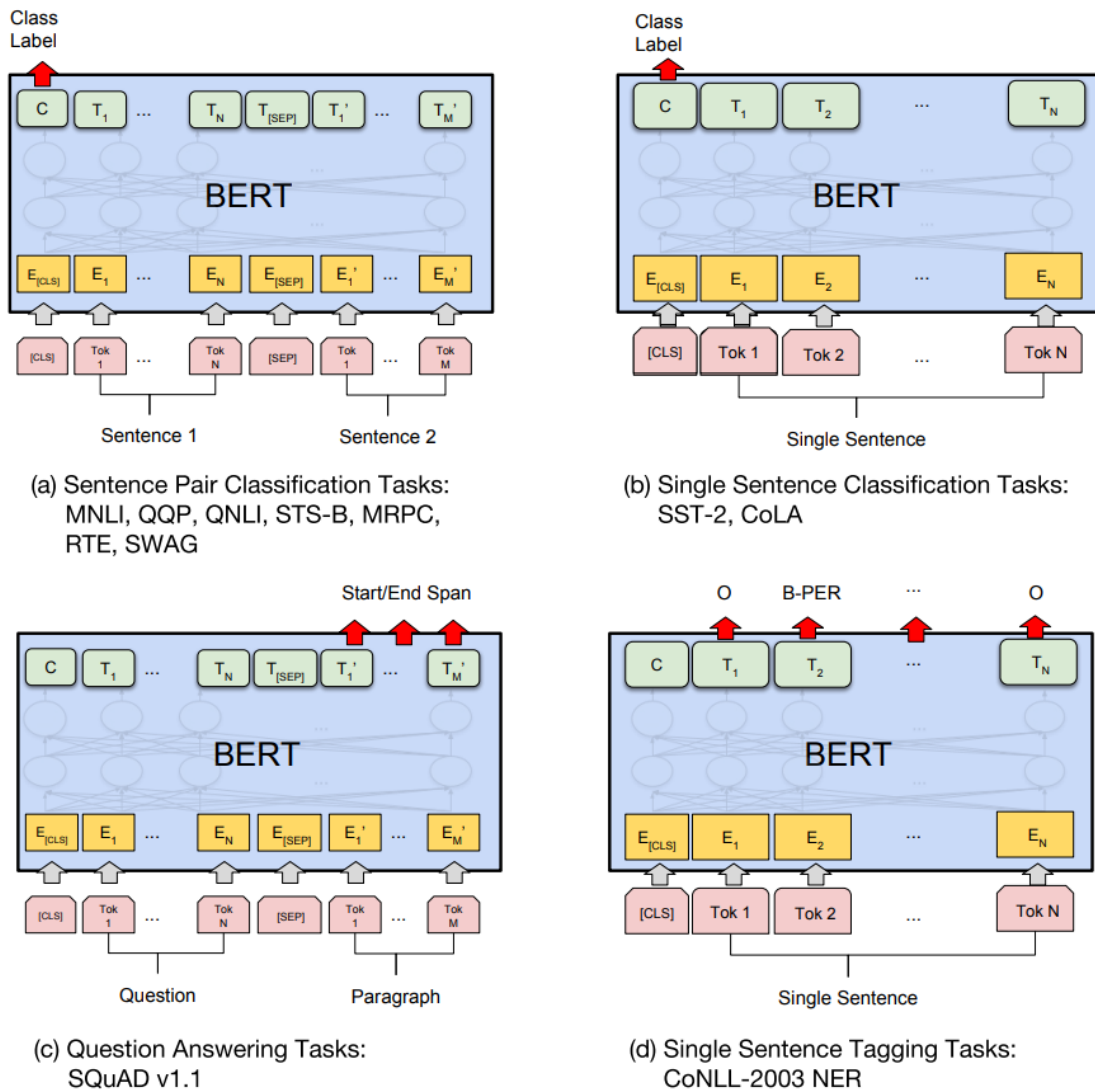 Class
Label
C T1 ... TN T[SEP] T1' ... TM'
...
BERT
...
E[CLS] E1 ... EN E[SEP] E1' ... EM'
[CLS] Tok 1 ... Tok N [SEP] Tok 1 ... Tok M
Sentence 1 Sentence 2
(a) Sentence Pair Classification Tasks:
MNLI, QQP, QNLI, STS-B, MRPC,
RTE, SWAG
Class
Label
C T1 T2 ... TN
...
BERT
...
E[CLS] E1 E2 ... EN
[CLS] Tok 1 Tok 2 ... Tok N
Single Sentence
(b) Single Sentence Classification Tasks:
SST-2, CoLA
Start/End Span
C T1 ... TN T[SEP] T1' ... TM'
...
BERT
...
E[CLS] E1 ... EN E[SEP] E1' ... EM'
[CLS] Tok 1 ... Tok N [SEP] Tok 1 ... Tok M
Question Paragraph
(c) Question Answering Tasks:
SQuAD v1.1
O B-PER ... O
C T1 T2 ... TN
...
BERT
...
E[CLS] E1 E2 ... EN
[CLS] Tok 1 Tok 2 ... Tok N
Single Sentence
(d) Single Sentence Tagging Tasks:
CoNLL-2003 NER